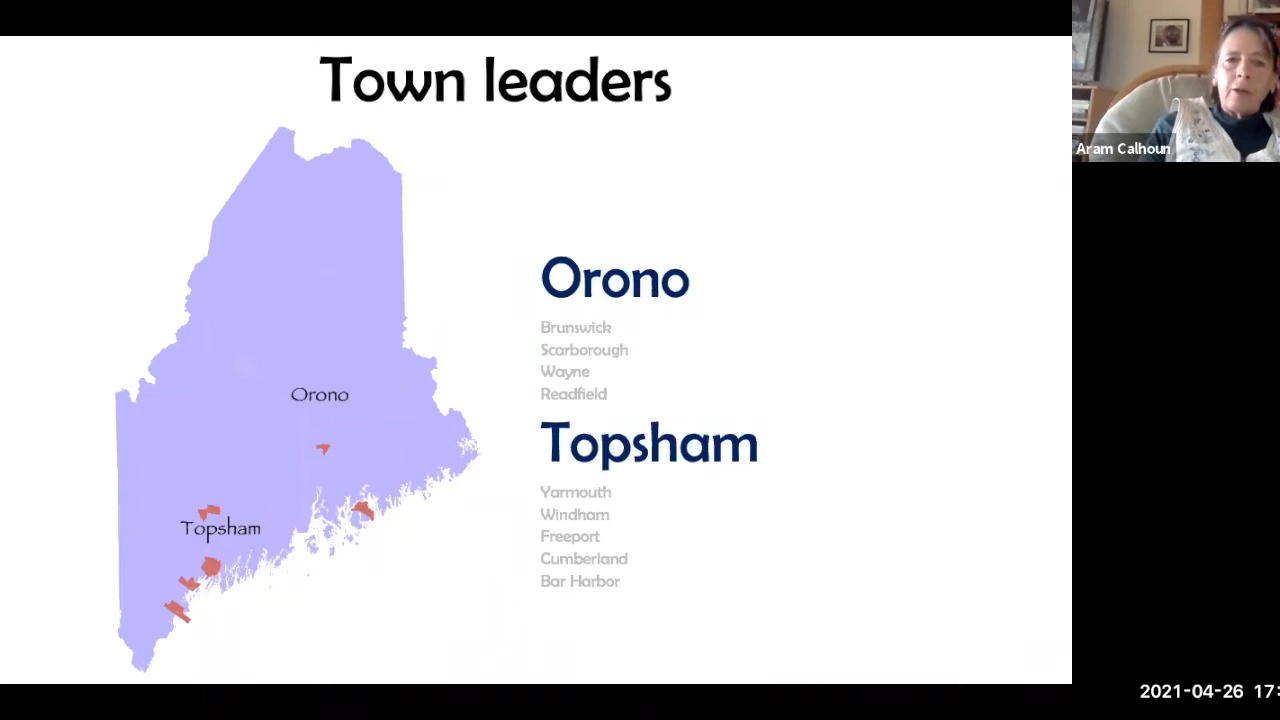 Town leaders
Aram Calhoun
Orono
Brunswick
Scarborough
Wayne
Readfield
Topsham
Yarmouth
Windham
Freeport
Cumberland
Bar Harbor
Orono
Topsham
2021-04-26 17: